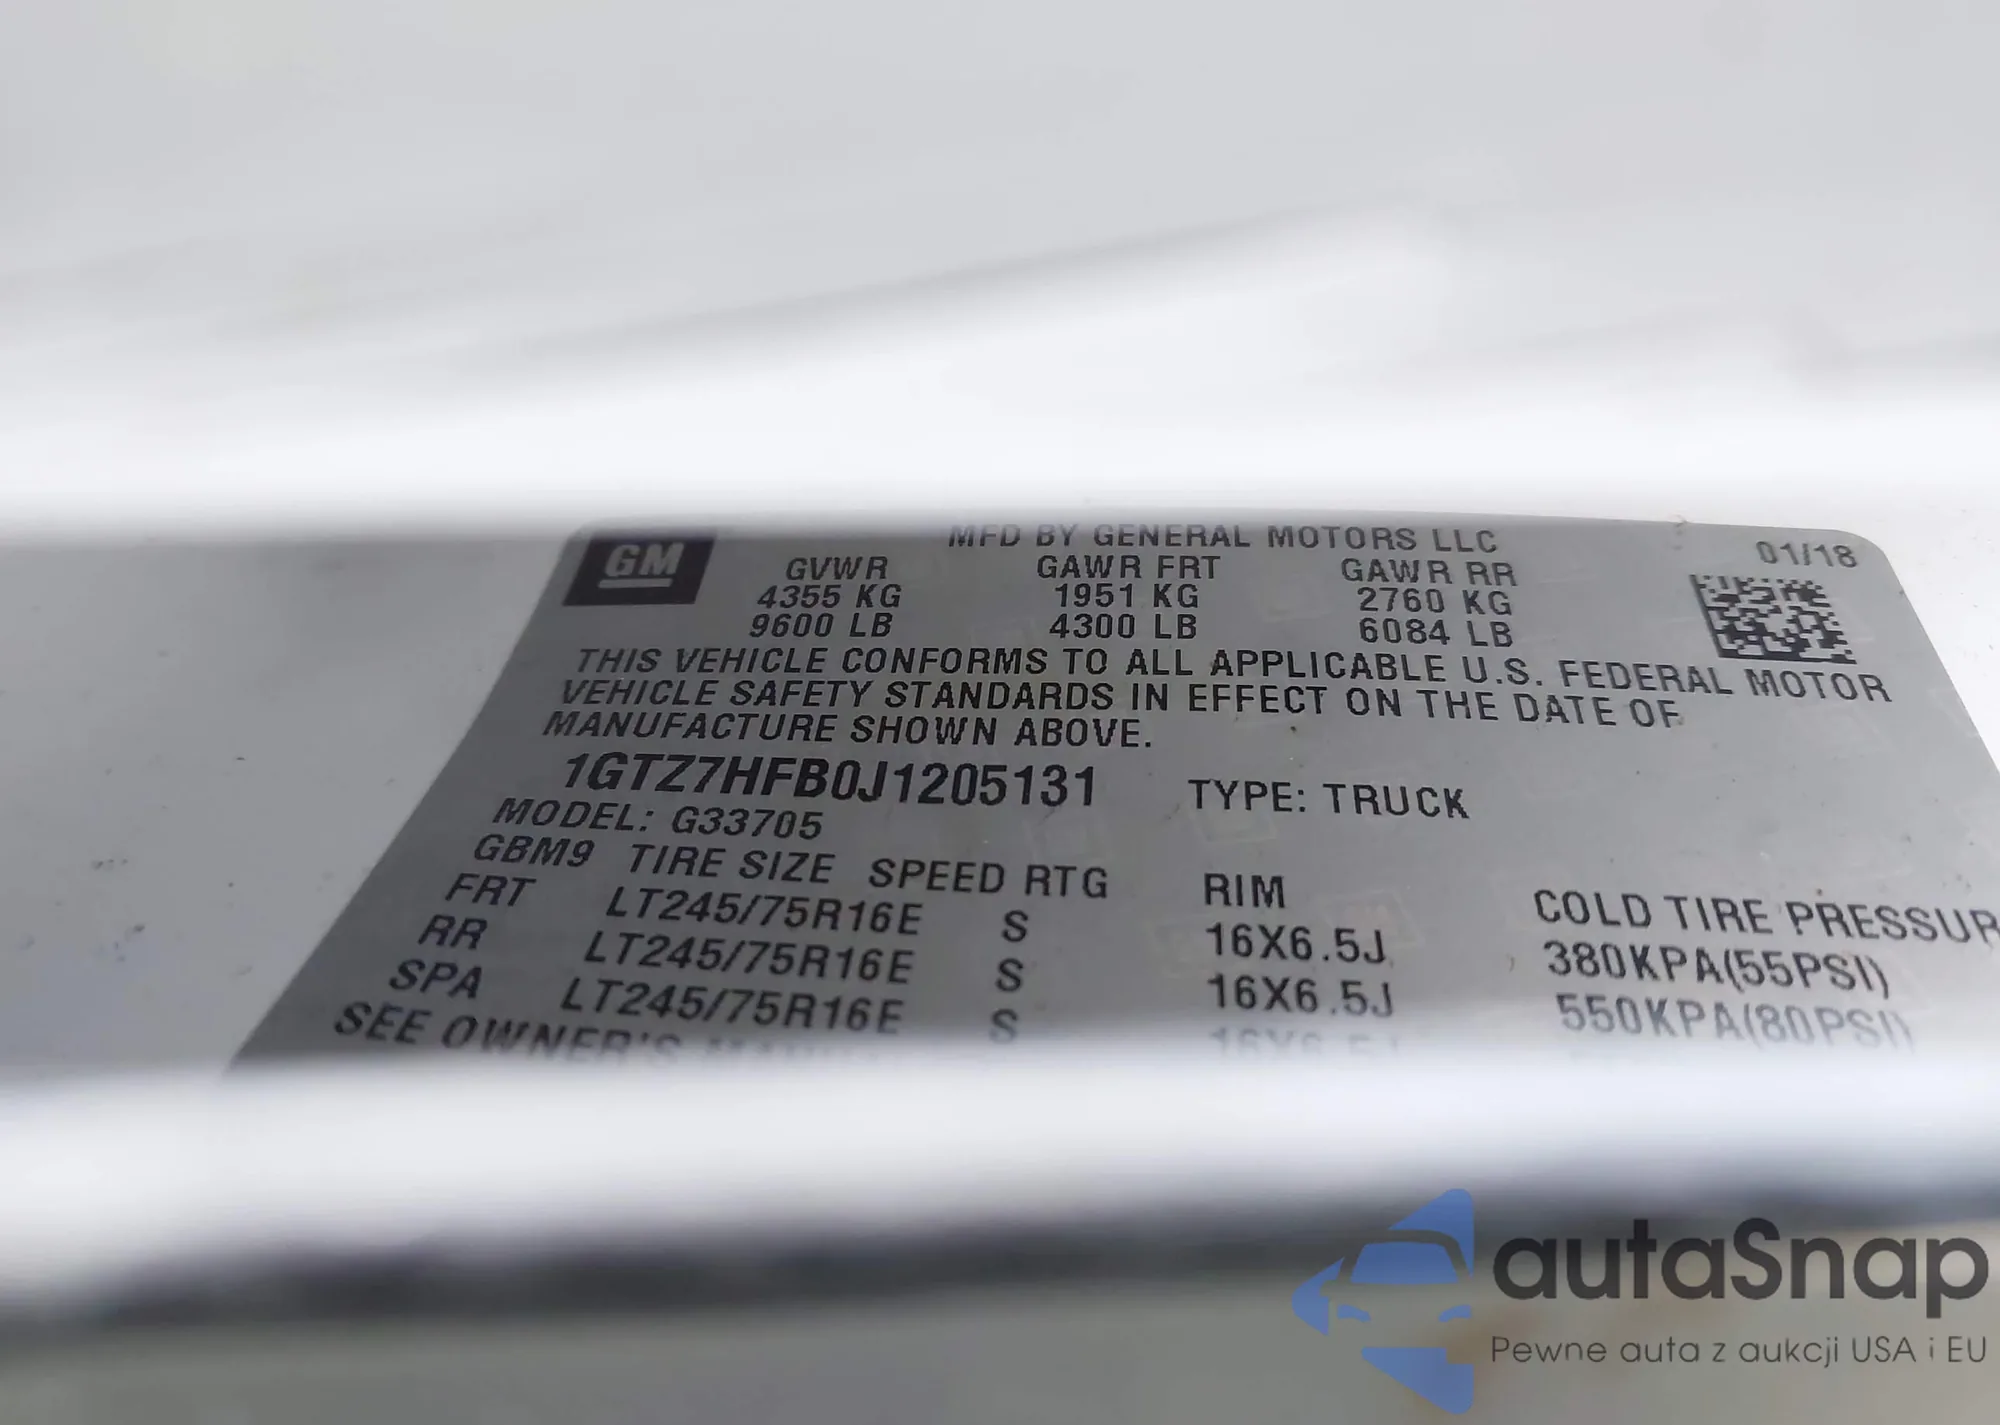 GM
MFD BY GENERAL MOTORS LLC
01/18
GVWR GAWR FRT GAWR RR
4355 KG 1951 KG 2760 KG
9600 LB 4300 LB 6084 LB
THIS VEHICLE CONFORMS TO ALL APPLICABLE U.S. FEDERAL MOTOR
VEHICLE SAFETY STANDARDS IN EFFECT ON THE DATE OF
MANUFACTURE SHOWN ABOVE.
1GTZ7HFB0J1205131 TYPE: TRUCK
MODEL: G33705
GBM9 TIRE SIZE SPEED RTG RIM COLD TIRE PRESSUR
FRT LT245/75R16E S 16X6.5J 380KPA(55PSI)
RR LT245/75R16E S 16X6.5J 550KPA(80PSI)
SPA LT245/75R16E S 16X6.5J
SEE OWNER'S
autaSnap
Pewne auta z aukcji USA i EU